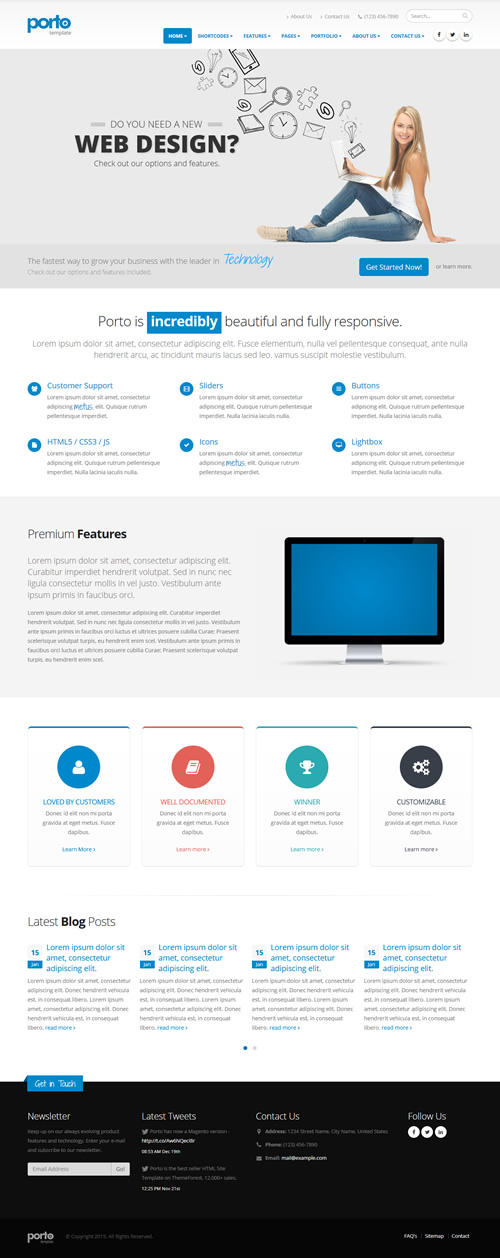 porto
template
About Us
Contact Us
(123) 456-7890
Search...
HOME
SHORTCODES
FEATURES
PAGES
PORTFOLIO
ABOUT US
CONTACT US
DO YOU NEED A NEW
WEB DESIGN?
Check out our options and features.
The fastest way to grow your business with the leader in Technology
Check out our options and features included.
Get Started Now!
or learn more.
Porto is incredibly beautiful and fully responsive.
Lorem ipsum dolor sit amet, consectetur adipiscing elit. Fusce elementum, nulla vel pellentesque consequat, ante nulla
hendrerit arcu, ac tincidunt mauris lacus sed leo. vamus suscipit molestie vestibulum.
Customer Support
Lorem ipsum dolor sit amet, consectetur
adipiscing metus. elit. Quisque rutrum
pellentesque imperdiet.
Sliders
Lorem ipsum dolor sit amet, consectetur
adipiscing elit. Quisque rutrum pellentesque
imperdiet. Nulla lacinia iaculis nulla.
Buttons
Lorem ipsum dolor sit amet, consectetur
adipiscing elit. Quisque rutrum pellentesque
imperdiet. Nulla lacinia iaculis nulla.
HTML5 / CSS3 / JS
Lorem ipsum dolor sit amet, consectetur
adipiscing elit. Quisque rutrum pellentesque
imperdiet. Nulla lacinia iaculis nulla.
Icons
Lorem ipsum dolor sit amet, consectetur
adipiscing metus. elit. Quisque rutrum
pellentesque imperdiet.
Lightbox
Lorem ipsum dolor sit amet, consectetur
adipiscing elit. Quisque rutrum pellentesque
imperdiet. Nulla lacinia iaculis nulla.
Premium Features
Lorem ipsum dolor sit amet, consectetur adipiscing elit.
Curabitur imperdiet hendrerit volutpat. Sed in nunc nec
ligula consectetur mollis in vel justo. Vestibulum ante
ipsum primis in faucibus orci.
Lorem ipsum dolor sit amet, consectetur adipiscing elit. Curabitur imperdiet
hendrerit volutpat. Sed in nunc nec ligula consectetur mollis in vel justo. Vestibulum
ante ipsum primis in faucibus orci luctus et ultrices posuere cubilia Curae; Praesent
scelerisque volutpat turpis, eu hendrerit enim scel. Vestibulum ante ipsum primis in
faucibus orci luctus et ultrices posuere cubilia Curae; Praesent scelerisque volutpat
turpis, eu hendrerit enim scel.
LOVED BY CUSTOMERS
Donec id elit non mi porta
gravida at eget metus. Fusce
dapibus.
Learn More
WELL DOCUMENTED
Donec id elit non mi porta
gravida at eget metus. Fusce
dapibus.
Learn more
WINNER
Donec id elit non mi porta
gravida at eget metus. Fusce
dapibus.
Learn more
CUSTOMIZABLE
Donec id elit non mi porta
gravida at eget metus. Fusce
dapibus.
Learn more
Latest Blog Posts
15
Jan
Lorem ipsum dolor sit
amet, consectetur
adipiscing elit.
Lorem ipsum dolor sit amet, consectetur
adipiscing elit. Donec hendrerit vehicula
est, in consequat libero. Lorem ipsum
amet, consectetur adipiscing elit. Donec
hendrerit vehicula est, in consequat
libero. read more
15
Jan
Lorem ipsum dolor sit
amet, consectetur
adipiscing elit.
Lorem ipsum dolor sit amet, consectetur
adipiscing elit. Donec hendrerit vehicula
est, in consequat libero. Lorem ipsum
amet, consectetur adipiscing elit. Donec
hendrerit vehicula est, in consequat
libero. read more
15
Jan
Lorem ipsum dolor sit
amet, consectetur
adipiscing elit.
Lorem ipsum dolor sit amet, consectetur
adipiscing elit. Donec hendrerit vehicula
est, in consequat libero. Lorem ipsum
amet, consectetur adipiscing elit. Donec
hendrerit vehicula est, in consequat
libero. read more
15
Jan
Lorem ipsum dolor sit
amet, consectetur
adipiscing elit.
Lorem ipsum dolor sit amet, consectetur
adipiscing elit. Donec hendrerit vehicula
est, in consequat libero. Lorem ipsum
amet, consectetur adipiscing elit. Donec
hendrerit vehicula est, in consequat
libero. read more
Get in Touch
Newsletter
Keep up on our always evolving product
features and technology. Enter your e-mail
and subscribe to our newsletter.
Email Address
Go!
Latest Tweets
Porto has now a Magento version -
08:53 AM Dec 19th
Porto is the best seller HTML Site
Template on ThemeForest, 12.000+ sales.
12:25 PM Nov 21st
Contact Us
Address: 1234 Street Name, City Name, United States
Phone: (123) 456-7890
Email: mail@example.com
Follow Us
porto
template
© Copyright 2015. All Rights Reserved.
FAQ's
Sitemap
Contact